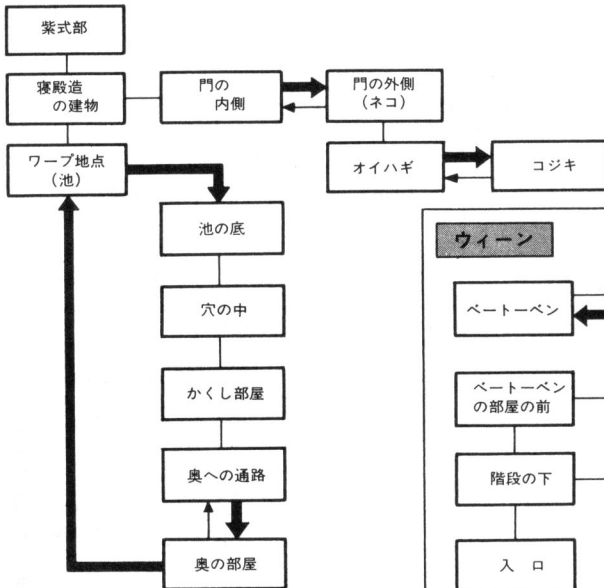 紫式部
寝殿造
の建物
門の
内側
門の外側
(ネコ)
ワープ地点
(池)
オイハギ
コジキ
池の底
穴の中
かくし部屋
奥への通路
奥の部屋
ウィーン
ベートーベン
ベートーベン
の部屋の前
階段の下
入口